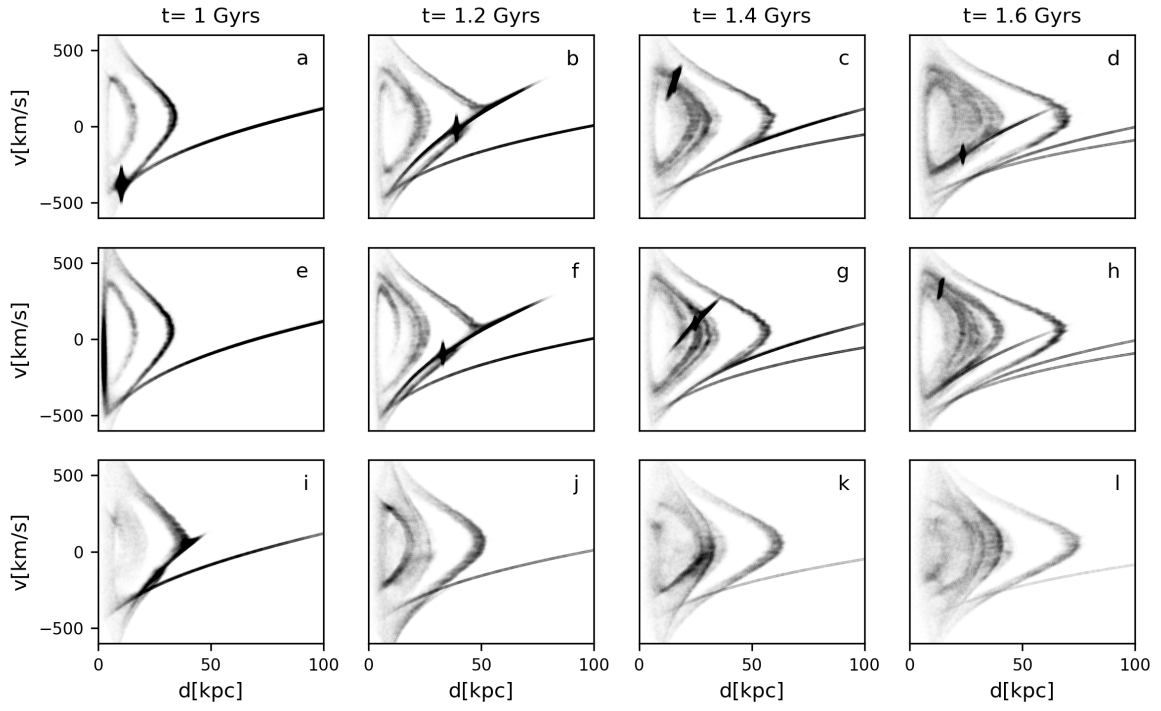 t= 1 Gyrs t= 1.2 Gyrs t= 1.4 Gyrs t= 1.6 Gyrs
500 a b c d
v[km/s] 0
−500
500 e f g h
v[km/s] 0
−500
500 i j k l
v[km/s] 0
−500
0 50 100 0 50 100 0 50 100 0 50 100
d[kpc] d[kpc] d[kpc] d[kpc]